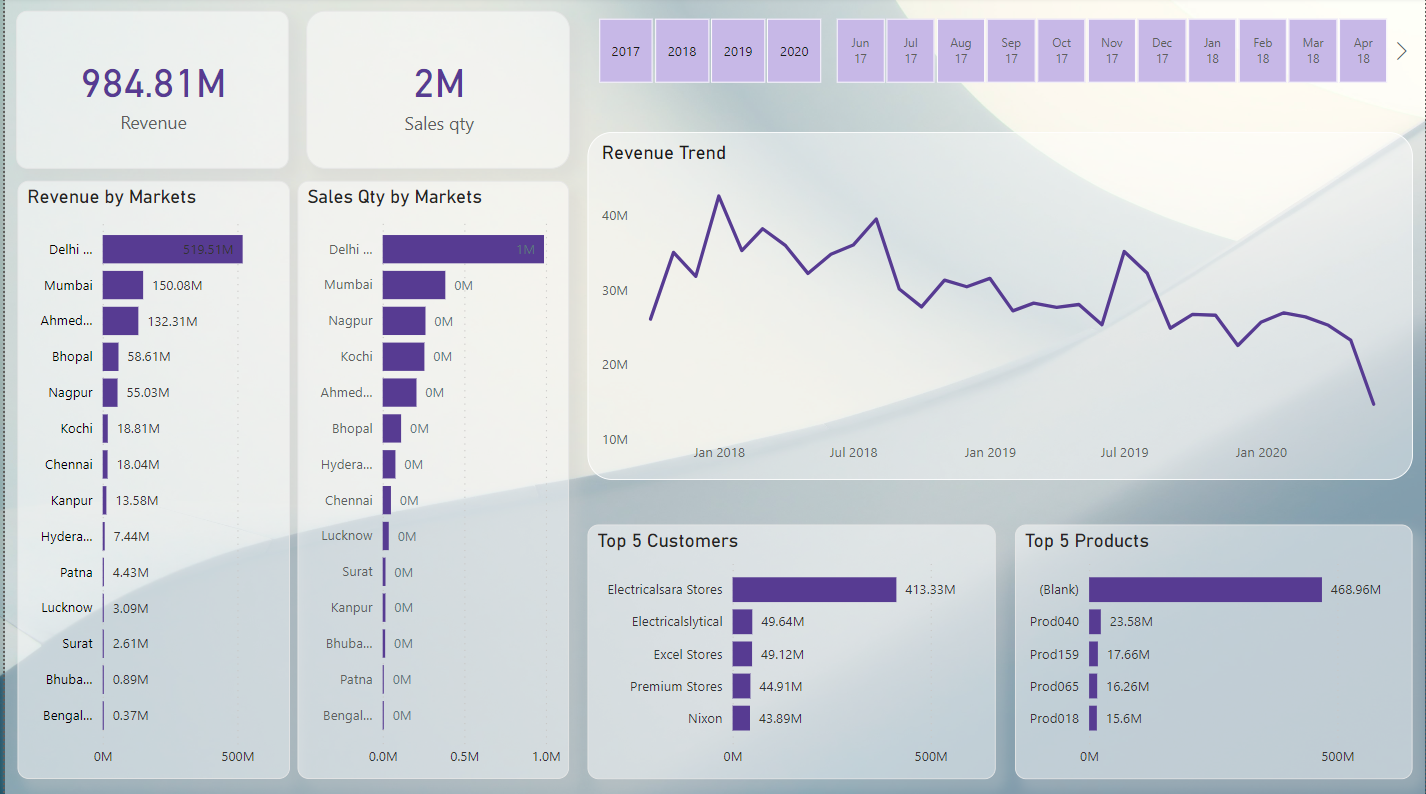 984.81M
Revenue
2M
Sales qty
2017
2018
2019
2020
Jun
17
Jul
17
Aug
17
Sep
17
Oct
17
Nov
17
Dec
17
Jan
18
Feb
18
Mar
18
Apr
18
Revenue by Markets
Delhi ... 519.51M
Mumbai 150.08M
Ahmed... 132.31M
Bhopal 58.61M
Nagpur 55.03M
Kochi 18.81M
Chennai 18.04M
Kanpur 13.58M
Hydera... 7.44M
Patna 4.43M
Lucknow 3.09M
Surat 2.61M
Bhuba... 0.89M
Bengal... 0.37M
0M 500M
Sales Qty by Markets
Delhi ... 1M
Mumbai 0M
Nagpur 0M
Kochi 0M
Ahmed... 0M
Bhopal 0M
Hydera... 0M
Chennai 0M
Lucknow 0M
Surat 0M
Kanpur 0M
Bhuba... 0M
Patna 0M
Bengal... 0M
0.0M 0.5M 1.0M
Revenue Trend
40M
30M
20M
10M
Jan 2018 Jul 2018 Jan 2019 Jul 2019 Jan 2020
Top 5 Customers
Electricalsara Stores 413.33M
Electricalslytical 49.64M
Excel Stores 49.12M
Premium Stores 44.91M
Nixon 43.89M
0M 500M
Top 5 Products
(Blank) 468.96M
Prod040 23.58M
Prod159 17.66M
Prod065 16.26M
Prod018 15.6M
0M 500M